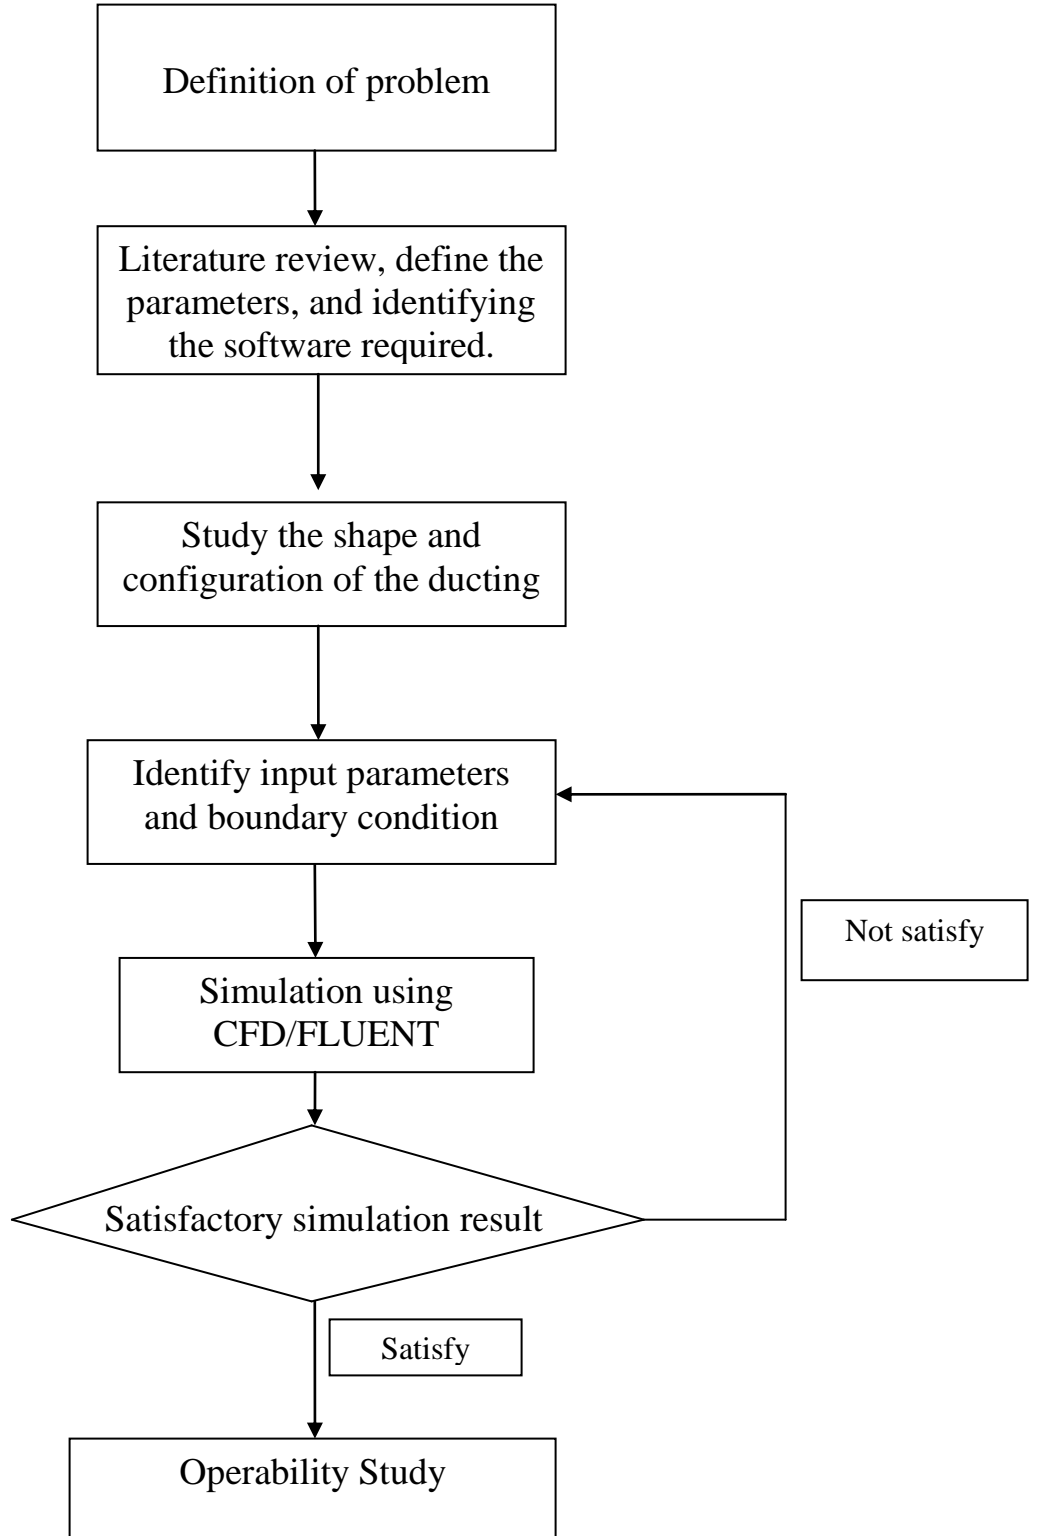 Definition of problem
Literature review, define the
parameters, and identifying
the software required.
Study the shape and
configuration of the ducting
Identify input parameters
and boundary condition
Not satisfy
Simulation using
CFD/FLUENT
Satisfactory simulation result
Satisfy
Operability Study